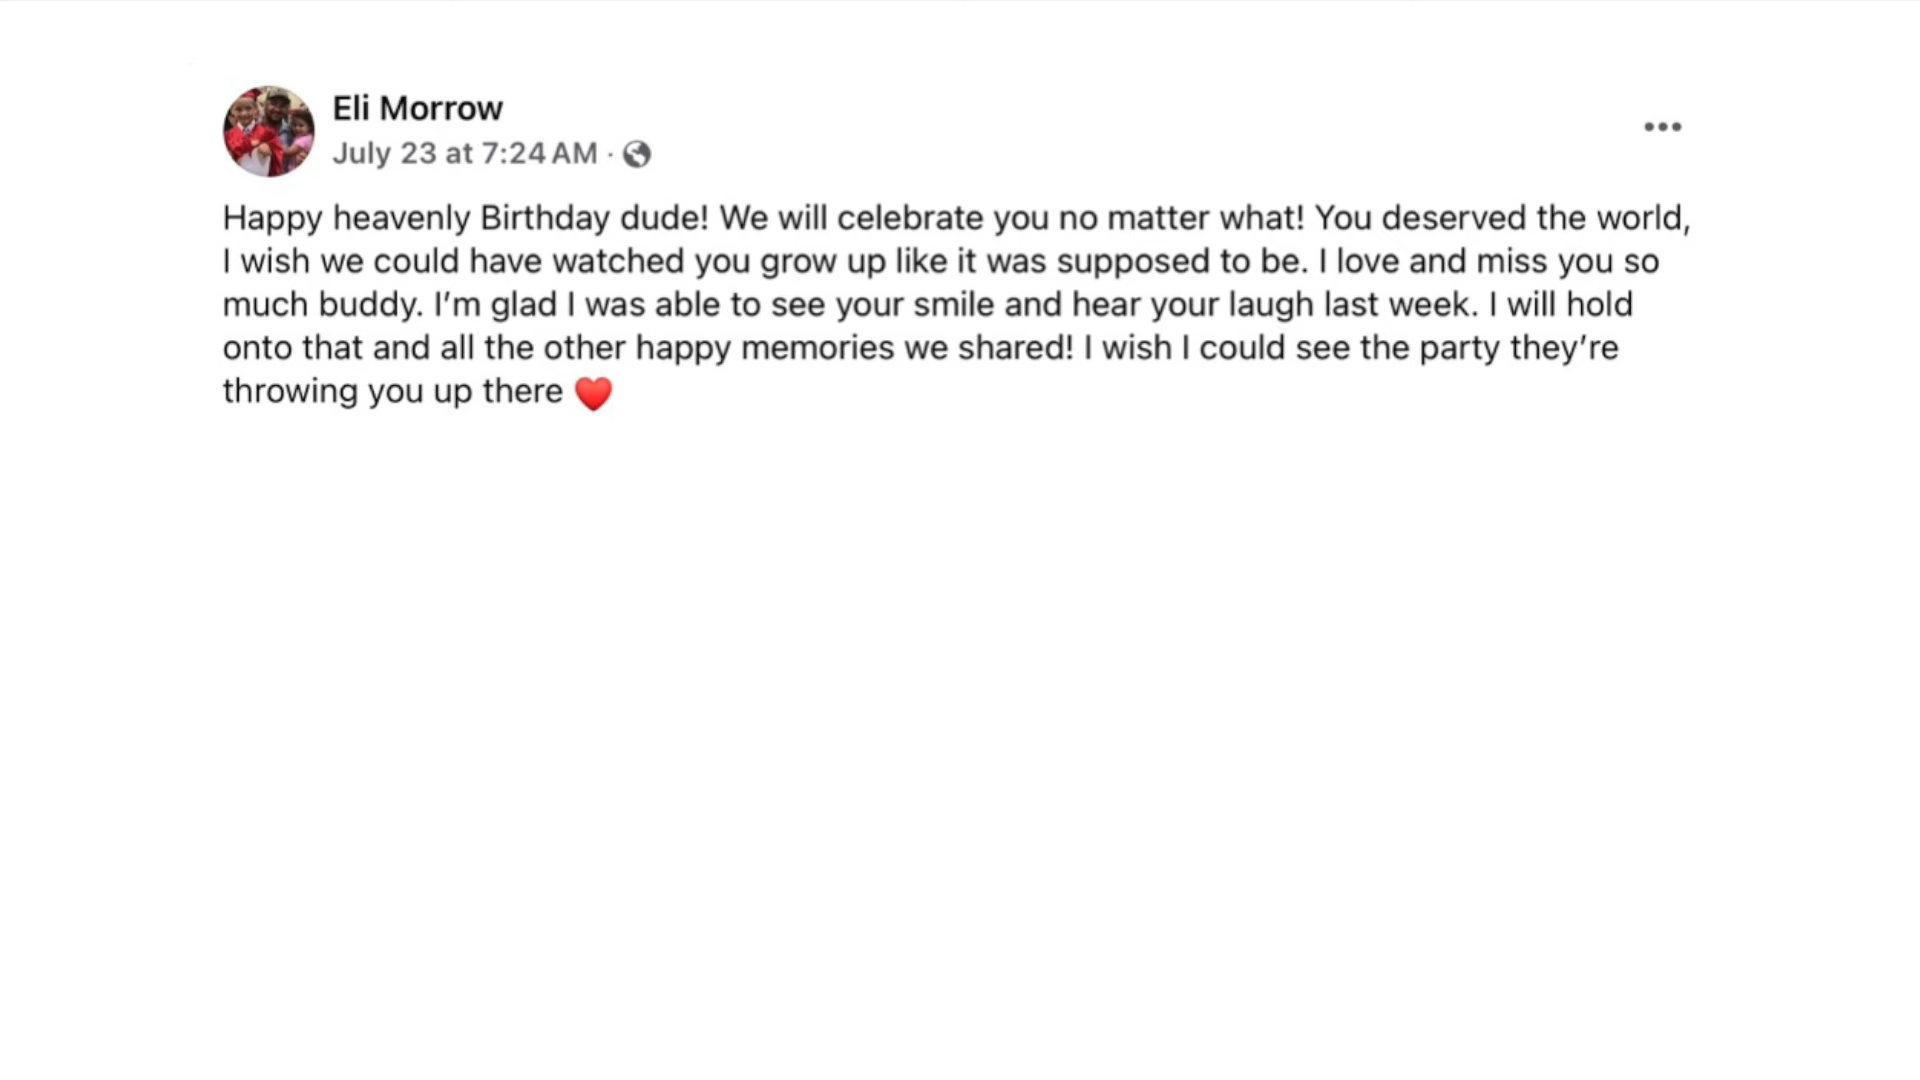 Eli Morrow
July 23 at 7:24 AM ·
Happy heavenly Birthday dude! We will celebrate you no matter what! You deserved the world,
I wish we could have watched you grow up like it was supposed to be. I love and miss you so
much buddy. I’m glad I was able to see your smile and hear your laugh last week. I will hold
onto that and all the other happy memories we shared! I wish I could see the party they’re
throwing you up there ❤️